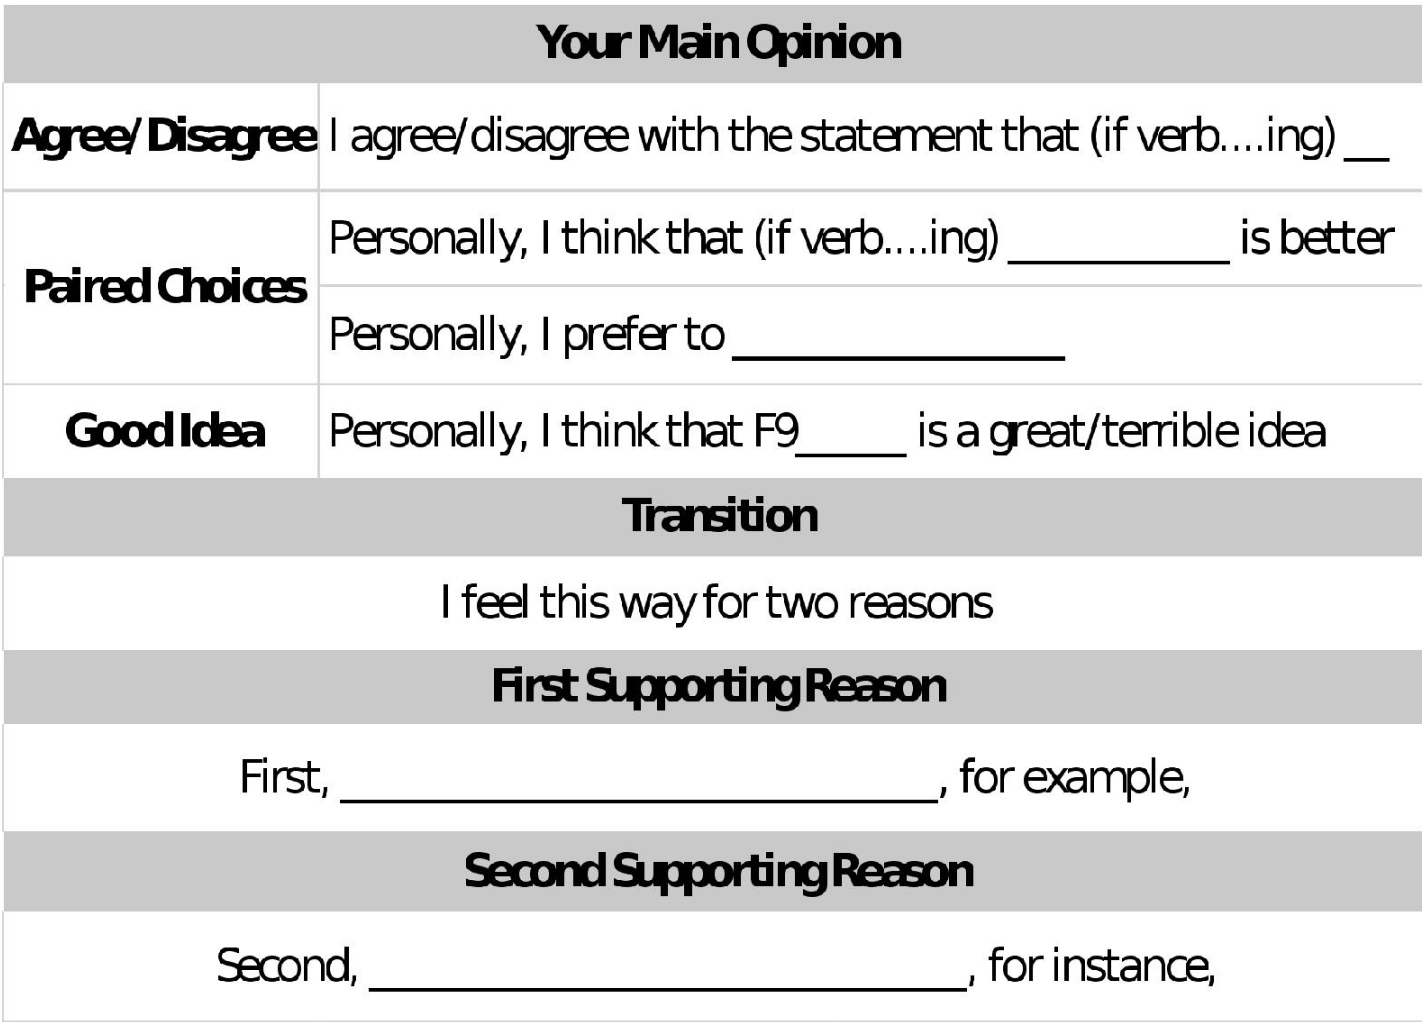 Your Main Opinion
Agree/ Disagree I agree/disagree with the statement that (if verb....ing) __
Paired Choices
Personally, I think that (if verb....ing) __________ is better
Personally, I prefer to _______________
Good Idea Personally, I think that F9_____ is a great/terrible idea
Transition
I feel this way for two reasons
First Supporting Reason
First, ___________________________, for example,
Second Supporting Reason
Second, ___________________________, for instance,